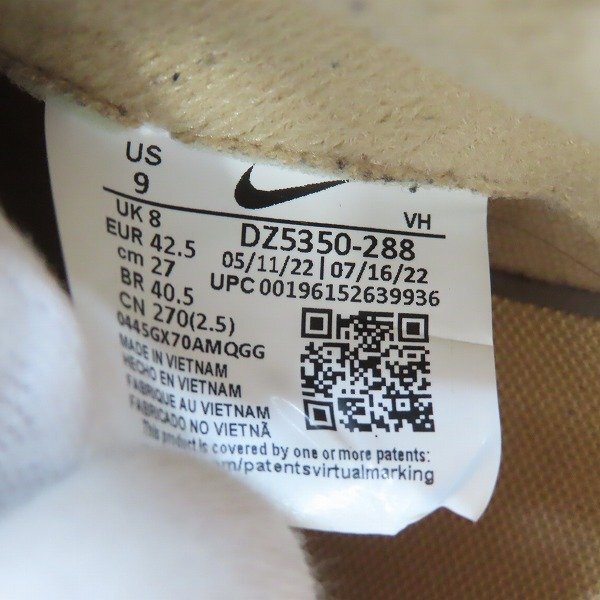 US
9
UK 8
EUR 42.5
cm 27
BR 40.5
CN 270(2.5)
0445GX70AMQGG
MADE IN VIETNAM
HECHO EN VIETNAM
FABRIQUE AU VIETNAM
FABRICADO NO VIETNÃ
This product is covered by one or more patents:
.com/patentsvirtualmarking
VH
DZ5350-288
05/11/22 | 07/16/22
UPC 00196152639936